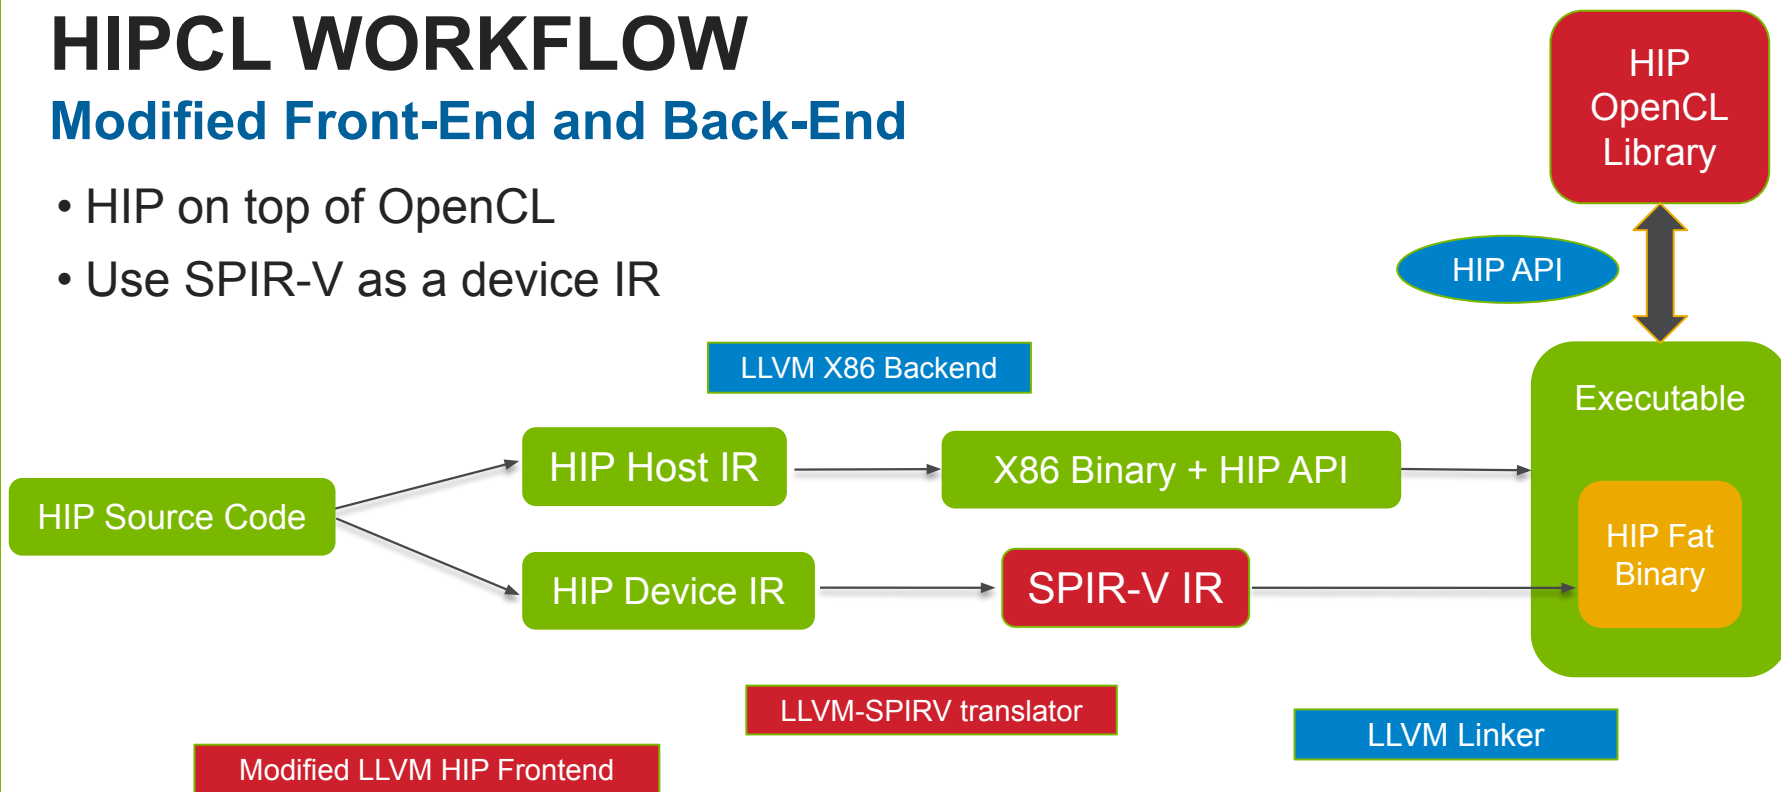 HIPCL WORKFLOW
Modified Front-End and Back-End
• HIP on top of OpenCL
• Use SPIR-V as a device IR
HIP
OpenCL
Library
HIP API
LLVM X86 Backend
Executable
HIP Host IR
X86 Binary + HIP API
HIP Source Code
HIP Fat
Binary
HIP Device IR
SPIR-V IR
LLVM-SPIRV translator
LLVM Linker
Modified LLVM HIP Frontend